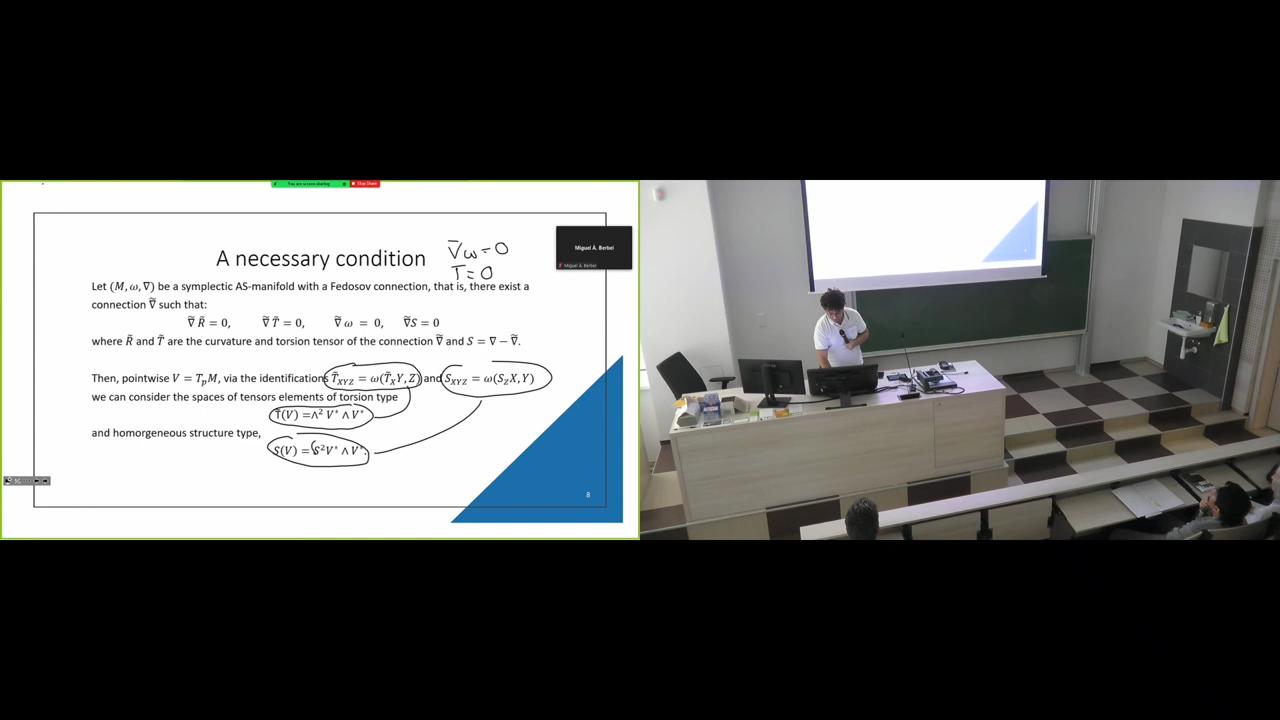 You are screen sharing Stop Share
A necessary condition
∇ω = 0
T = 0
Miguel Á. Berbel
Miguel Á. Berbel
Let (M, ω, ∇) be a symplectic AS-manifold with a Fedosov connection, that is, there exist a
connection ∇̃ such that:
∇̃ R̃ = 0, ∇̃ T̃ = 0, ∇̃ ω = 0, ∇̃S = 0
where R̃ and T̃ are the curvature and torsion tensor of the connection ∇̃ and S = ∇ − ∇̃.
Then, pointwise V = TₚM, via the identifications T̃_XYZ = ω(T̃_X Y, Z) and S_XYZ = ω(S_Z X, Y)
we can consider the spaces of tensors elements of torsion type
T̃(V) = Λ² V* ∧ V*
and homorgeneous structure type,
S(V) = S²V* ∧ V*.
8